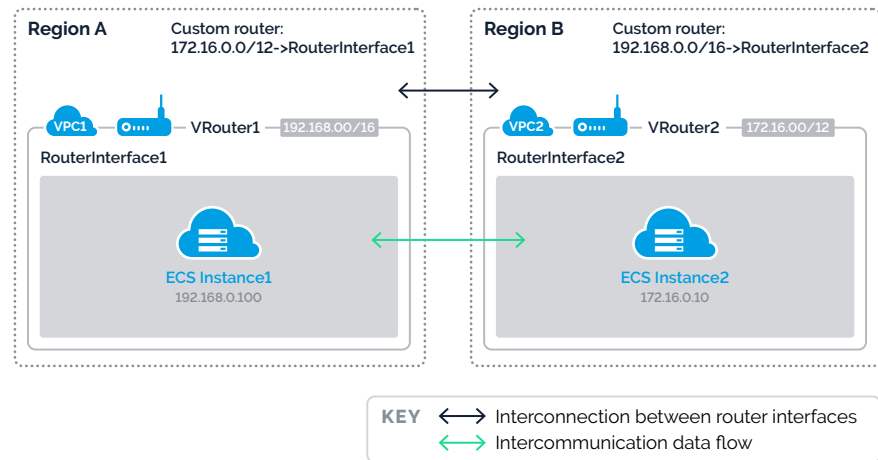 Region A
Custom router:
172.16.0.0/12->RouterInterface1
Region B
Custom router:
192.168.0.0/16->RouterInterface2
VPC1
VRouter1
192.168.00/16
VPC2
VRouter2
172.16.00/12
RouterInterface1
RouterInterface2
ECS Instance1
192.168.0.100
ECS Instance2
172.16.0.10
KEY
Interconnection between router interfaces
Intercommunication data flow